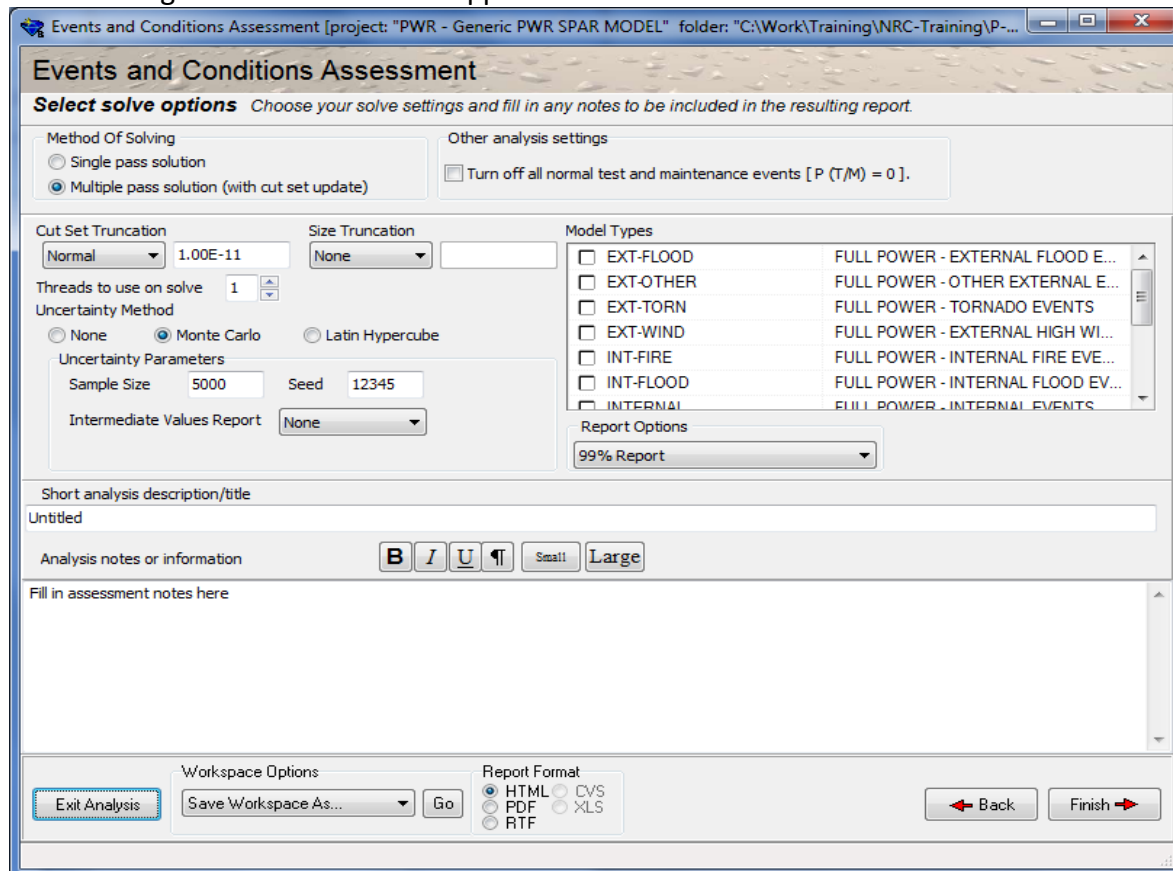 Events and Conditions Assessment [project: "PWR - Generic PWR SPAR MODEL" folder: "C:\Work\Training\NRC-Training\P-...
Events and Conditions Assessment
Select solve options Choose your solve settings and fill in any notes to be included in the resulting report.
Method Of Solving
Single pass solution
Multiple pass solution (with cut set update)
Other analysis settings
Turn off all normal test and maintenance events [ P (T/M) = 0 ].
Cut Set Truncation
Normal 1.00E-11
Size Truncation
None
Threads to use on solve 1
Uncertainty Method
None Monte Carlo Latin Hypercube
Uncertainty Parameters
Sample Size 5000 Seed 12345
Intermediate Values Report None
Model Types
EXT-FLOOD FULL POWER - EXTERNAL FLOOD E...
EXT-OTHER FULL POWER - OTHER EXTERNAL E...
EXT-TORN FULL POWER - TORNADO EVENTS
EXT-WIND FULL POWER - EXTERNAL HIGH WI...
INT-FIRE FULL POWER - INTERNAL FIRE EVE...
INT-FLOOD FULL POWER - INTERNAL FLOOD EV...
INTERNAL FULL POWER - INTERNAL EVENTS
Report Options
99% Report
Short analysis description/title
Untitled
Analysis notes or information B I U ¶ Small Large
Fill in assessment notes here
Exit Analysis
Workspace Options
Save Workspace As... Go
Report Format
HTML CVS
PDF XLS
RTF
Back Finish